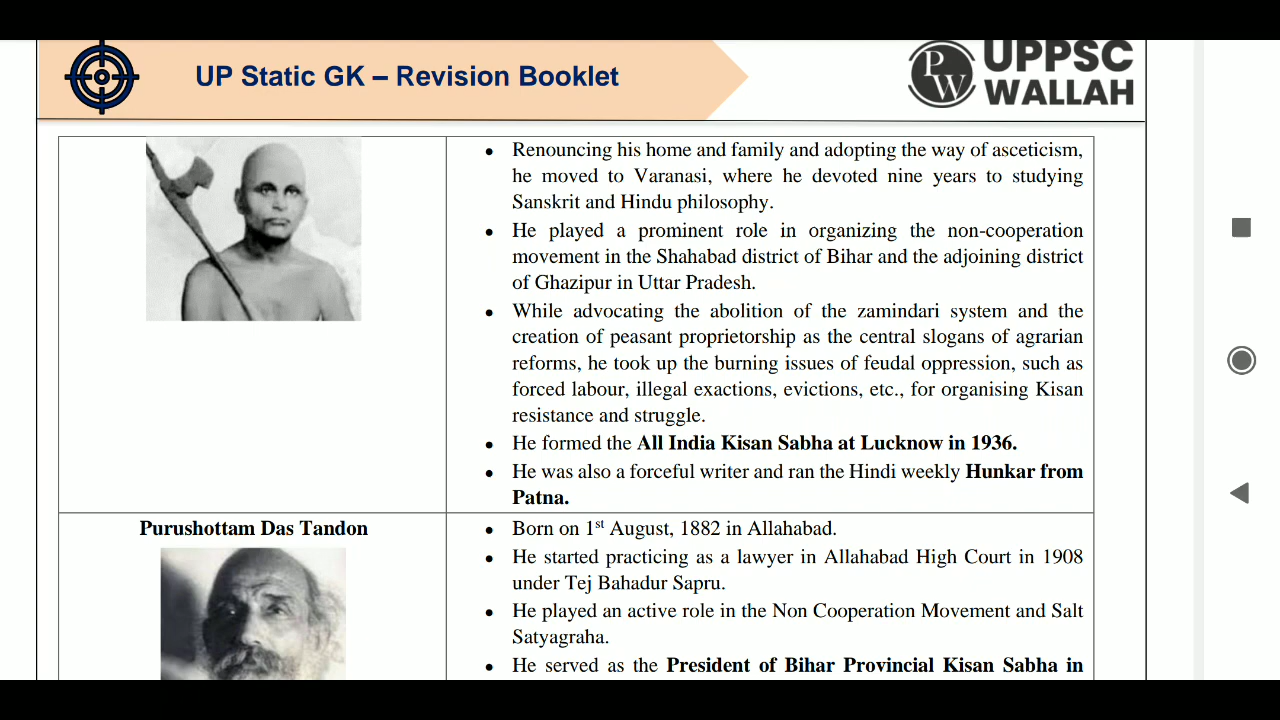 UP Static GK – Revision Booklet
PW
UPPSC
WALLAH
• Renouncing his home and family and adopting the way of asceticism,
he moved to Varanasi, where he devoted nine years to studying
Sanskrit and Hindu philosophy.
• He played a prominent role in organizing the non-cooperation
movement in the Shahabad district of Bihar and the adjoining district
of Ghazipur in Uttar Pradesh.
• While advocating the abolition of the zamindari system and the
creation of peasant proprietorship as the central slogans of agrarian
reforms, he took up the burning issues of feudal oppression, such as
forced labour, illegal exactions, evictions, etc., for organising Kisan
resistance and struggle.
• He formed the All India Kisan Sabha at Lucknow in 1936.
• He was also a forceful writer and ran the Hindi weekly Hunkar from
Patna.
Purushottam Das Tandon
• Born on 1st August, 1882 in Allahabad.
• He started practicing as a lawyer in Allahabad High Court in 1908
under Tej Bahadur Sapru.
• He played an active role in the Non Cooperation Movement and Salt
Satyagraha.
• He served as the President of Bihar Provincial Kisan Sabha in